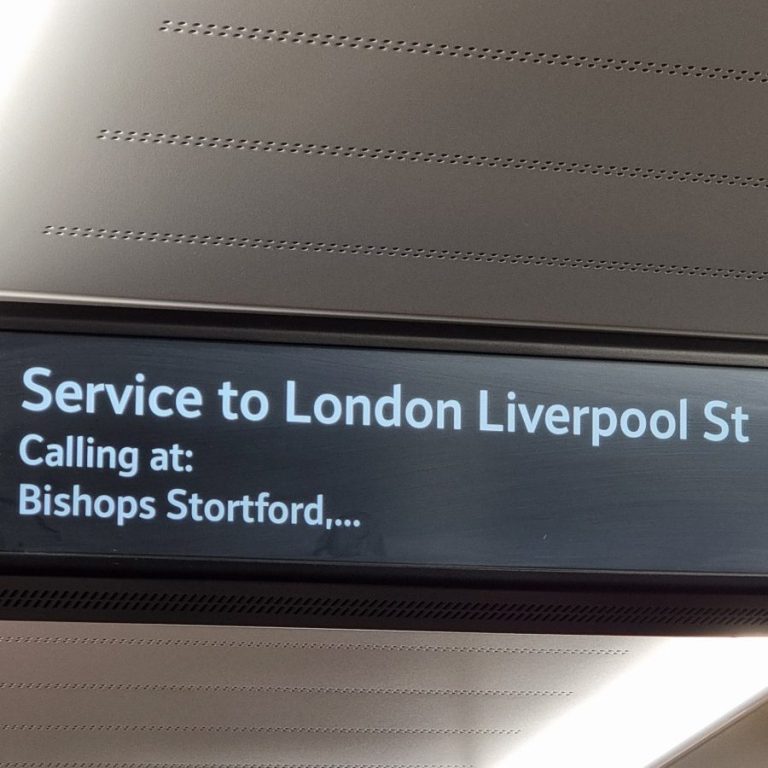 Service to London Liverpool St
Calling at:
Bishops Stortford,...